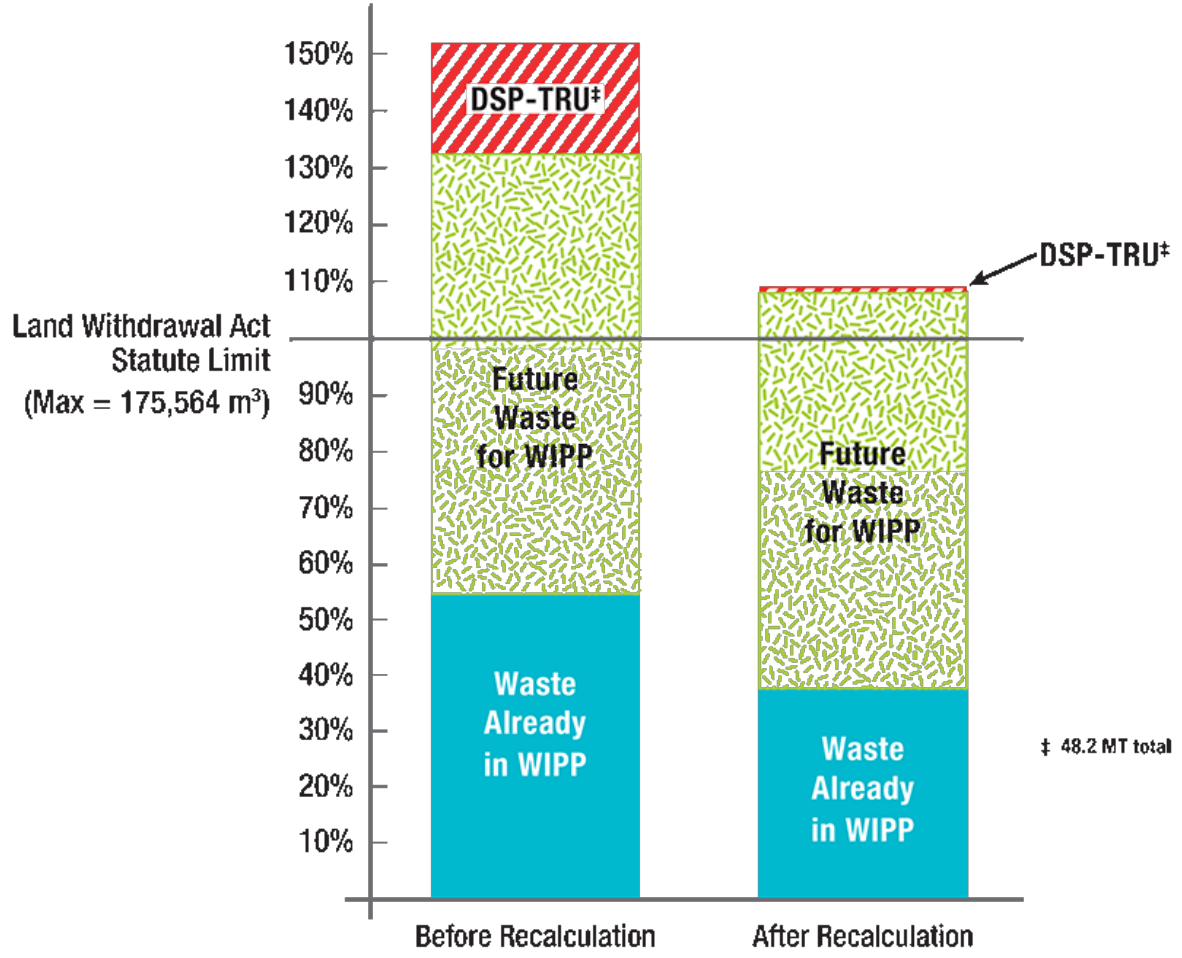 150%
140%
130%
120%
110%
Land Withdrawal Act
Statute Limit
(Max = 175,564 m³)
90%
80%
70%
60%
50%
40%
30%
20%
10%
DSP-TRU‡
Future
Waste
for WIPP
Waste
Already
in WIPP
DSP-TRU‡
Future
Waste
for WIPP
Waste
Already
in WIPP
‡ 48.2 MT total
Before Recalculation
After Recalculation